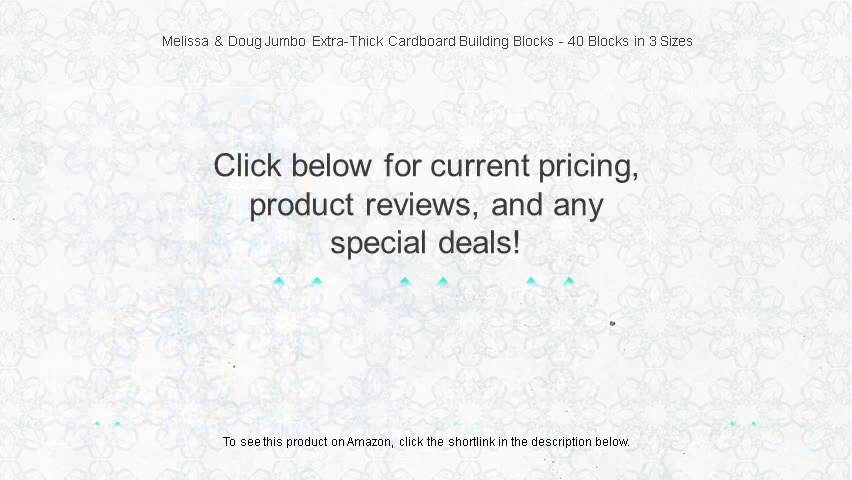 Melissa & Doug Jumbo Extra-Thick Cardboard Building Blocks - 40 Blocks in 3 Sizes
Click below for current pricing,
product reviews, and any
special deals!
To see this product on Amazon, click the shortlink in the description below.